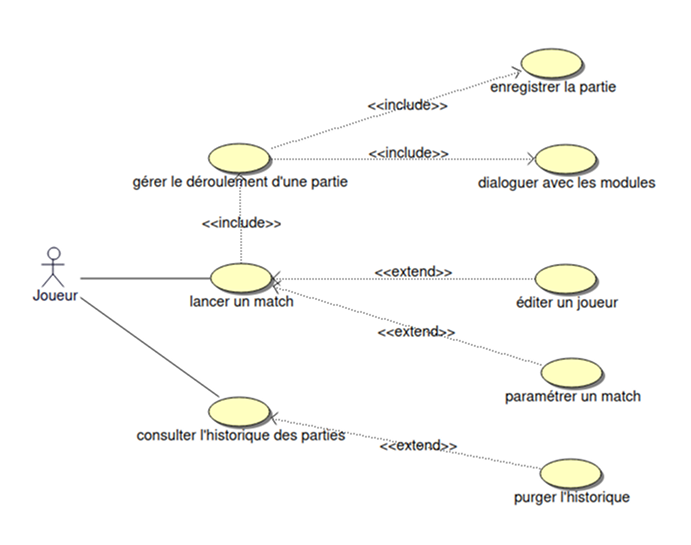 enregistrer la partie
<<include>>
<<include>>
gérer le déroulement d'une partie
dialoguer avec les modules
<<include>>
<<extend>>
Joueur
lancer un match
éditer un joueur
<<extend>>
paramétrer un match
consulter l'historique des parties
<<extend>>
purger l'historique